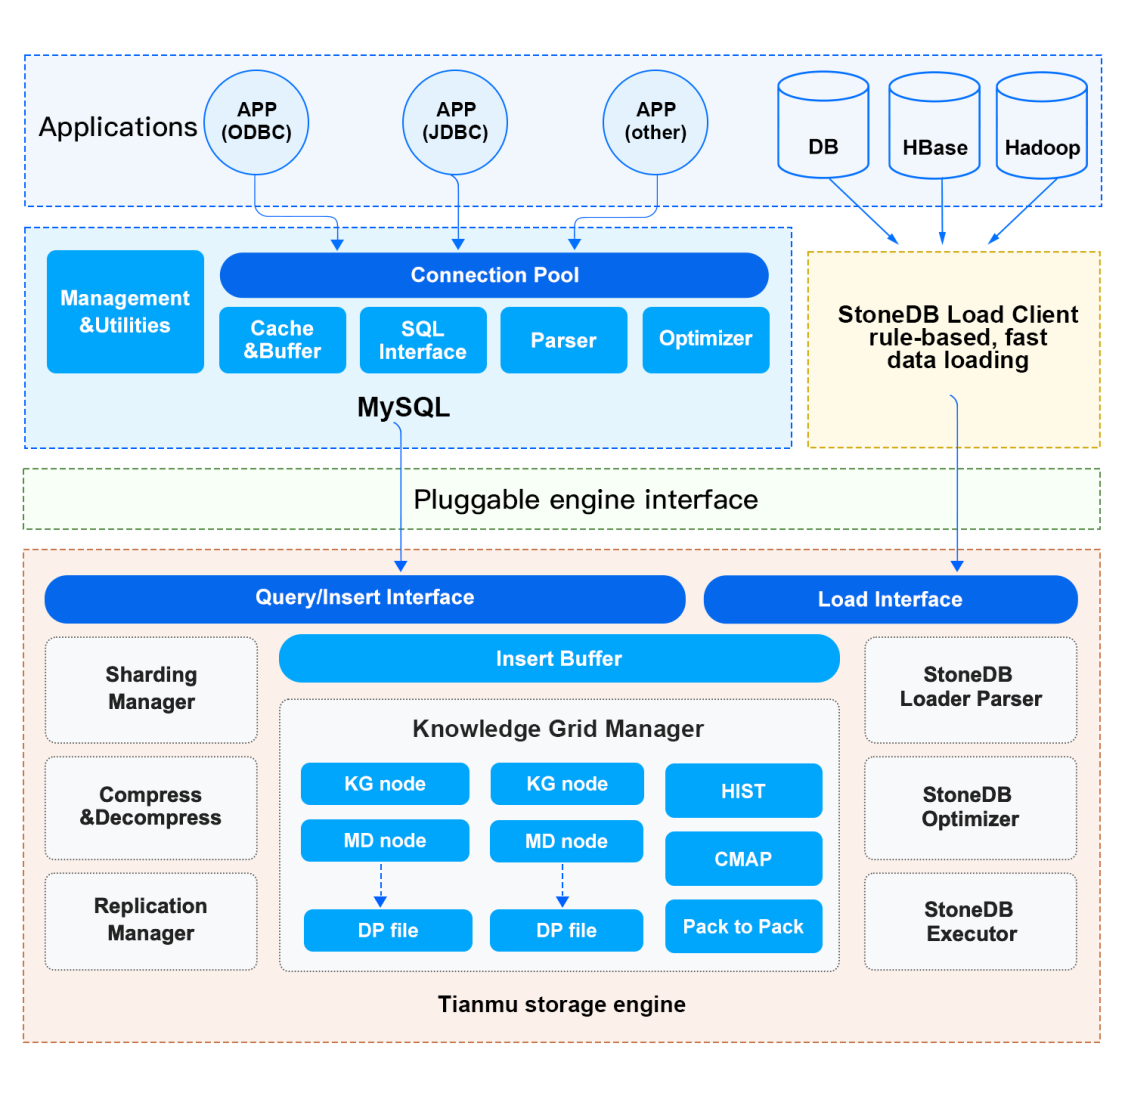 Applications
APP
(ODBC)
APP
(JDBC)
APP
(other)
DB
HBase
Hadoop
Management
&Utilities
Connection Pool
Cache
&Buffer
SQL
Interface
Parser
Optimizer
MySQL
StoneDB Load Client
rule-based, fast
data loading
Pluggable engine interface
Query/Insert Interface
Load Interface
Sharding
Manager
Compress
&Decompress
Replication
Manager
Insert Buffer
Knowledge Grid Manager
KG node
KG node
HIST
MD node
MD node
CMAP
DP file
DP file
Pack to Pack
StoneDB
Loader Parser
StoneDB
Optimizer
StoneDB
Executor
Tianmu storage engine